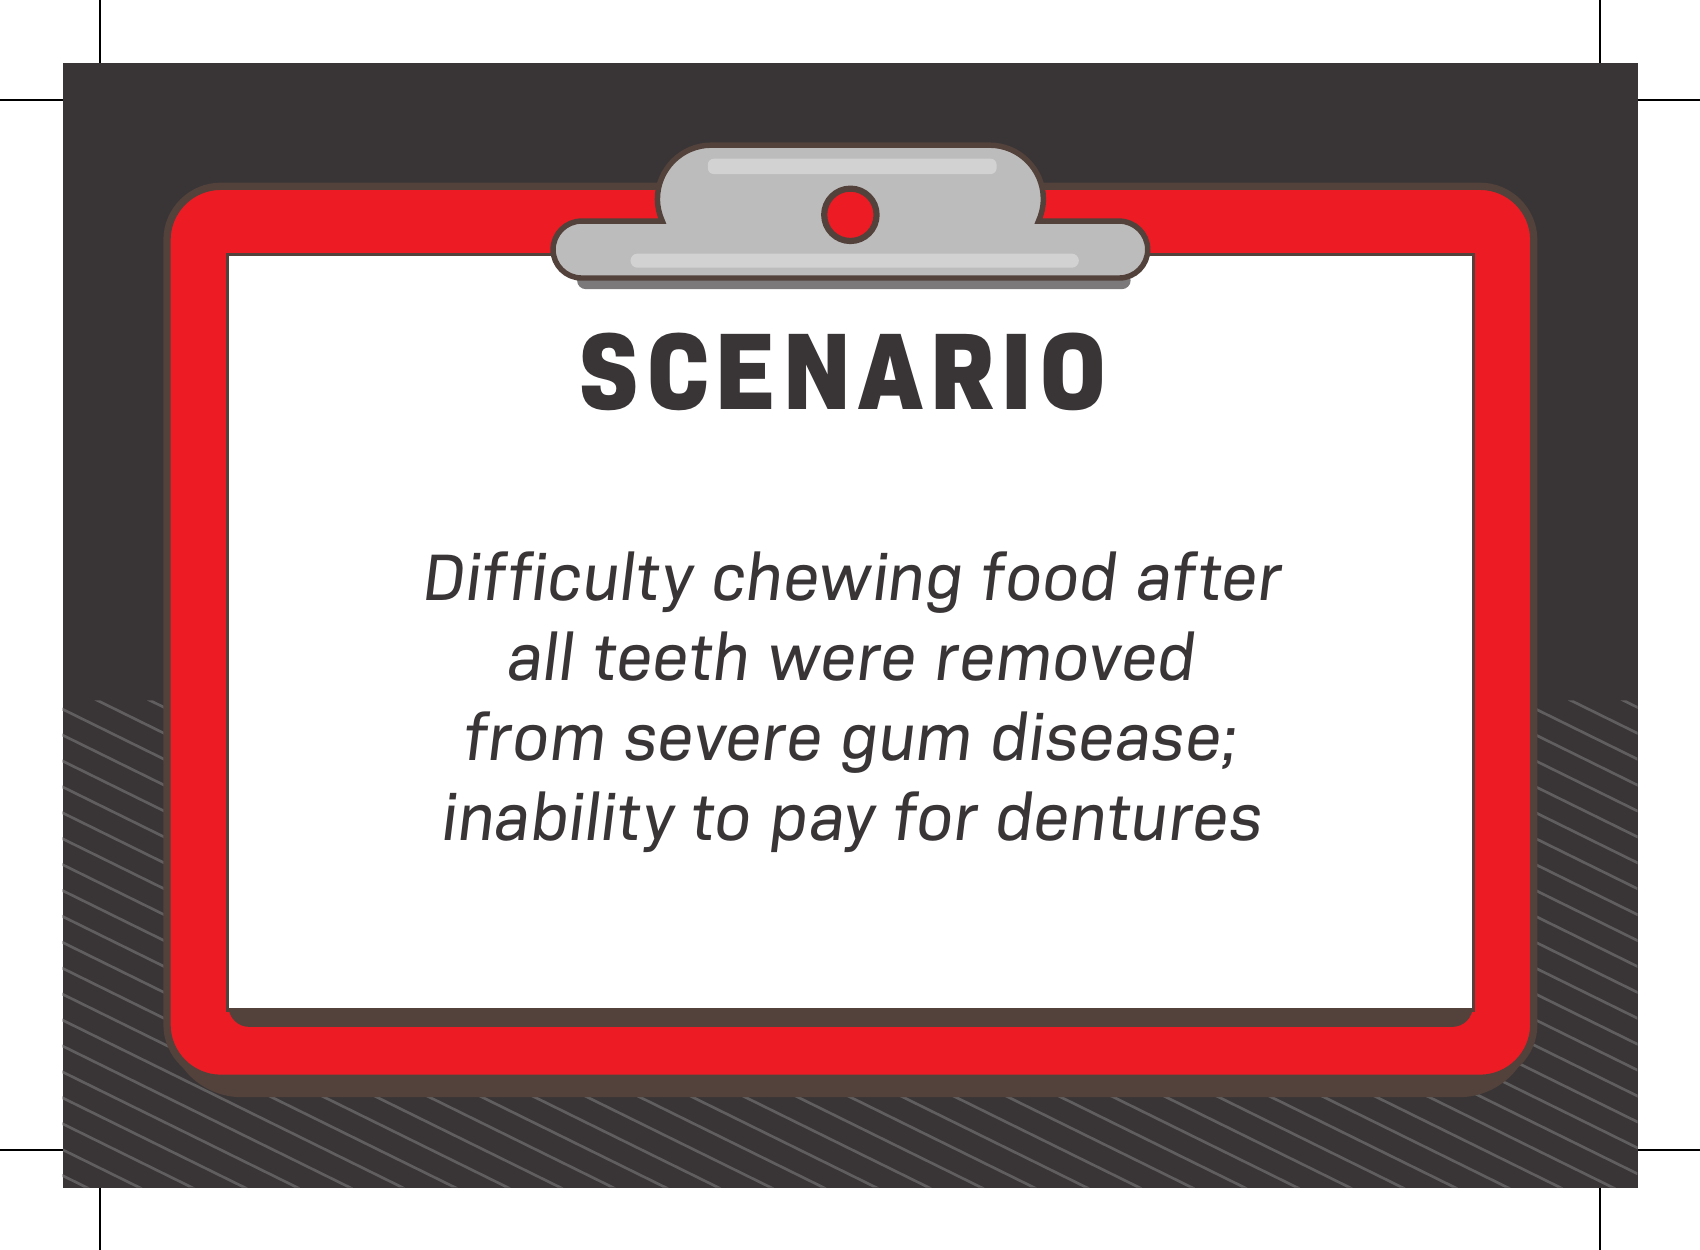 SCENARIO
Difficulty chewing food after
all teeth were removed
from severe gum disease;
inability to pay for dentures